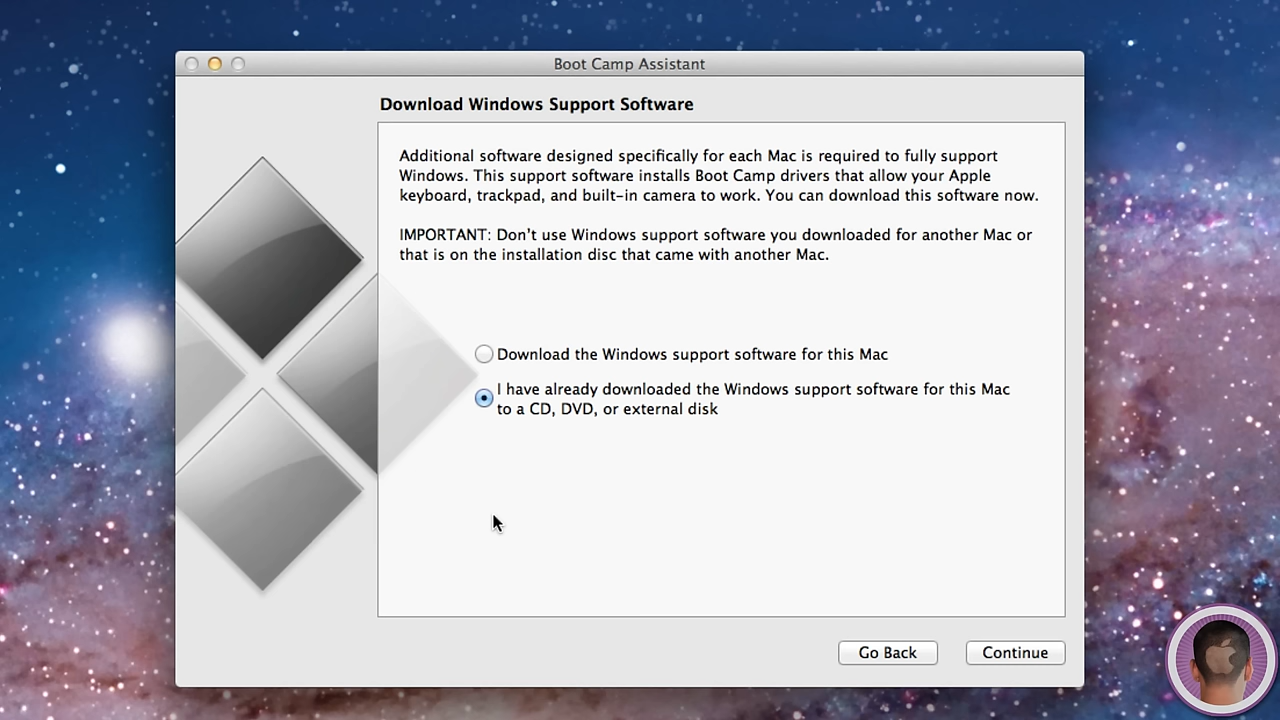 Boot Camp Assistant
Download Windows Support Software
Additional software designed specifically for each Mac is required to fully support
Windows. This support software installs Boot Camp drivers that allow your Apple
keyboard, trackpad, and built-in camera to work. You can download this software now.
IMPORTANT: Don't use Windows support software you downloaded for another Mac or
that is on the installation disc that came with another Mac.
Download the Windows support software for this Mac
I have already downloaded the Windows support software for this Mac
to a CD, DVD, or external disk
Go Back
Continue